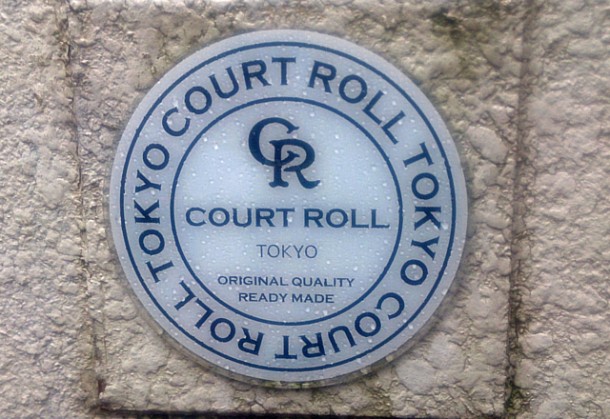 TOKYO COURT ROLL TOKYO COURT ROLL
CR
COURT ROLL
TOKYO
ORIGINAL QUALITY
READY MADE